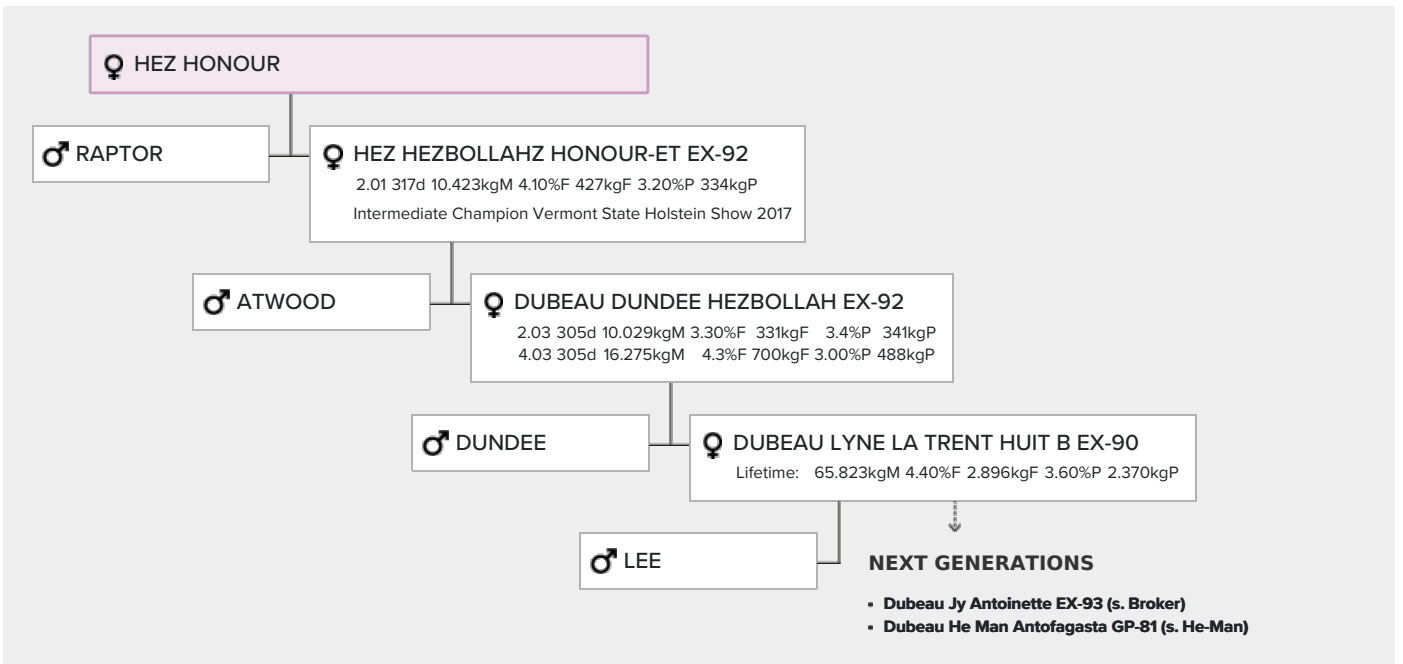 HEZ HONOUR
RAPTOR
HEZ HEZBOLLAHZ HONOUR-ET EX-92
2.01 317d 10.423kgM 4.10%F 427kgF 3.20%P 334kgP
Intermediate Champion Vermont State Holstein Show 2017
ATWOOD
DUBEAU DUNDEE HEZBOLLAH EX-92
2.03 305d 10.029kgM 3.30%F 331kgF 3.4%P 341kgP
4.03 305d 16.275kgM 4.3%F 700kgF 3.00%P 488kgP
DUNDEE
DUBEAU LYNE LA TRENT HUIT B EX-90
Lifetime: 65.823kgM 4.40%F 2.896kgF 3.60%P 2.370kgP
LEE
NEXT GENERATIONS
• Dubeau Jy Antoinette EX-93 (s. Broker)
• Dubeau He Man Antofagasta GP-81 (s. He-Man)